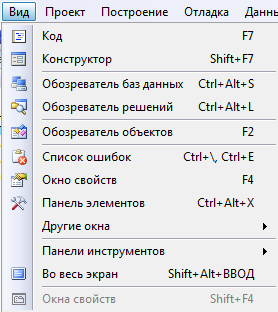 Вид Проект Построение Отладка Данны
Код F7
Конструктор Shift+F7
Обозреватель баз данных Ctrl+Alt+S
Обозреватель решений Ctrl+Alt+L
Обозреватель объектов F2
Список ошибок Ctrl+\, Ctrl+E
Окно свойств F4
Панель элементов Ctrl+Alt+X
Другие окна
Панели инструментов
Во весь экран Shift+Alt+ВВОД
Окна свойств Shift+F4